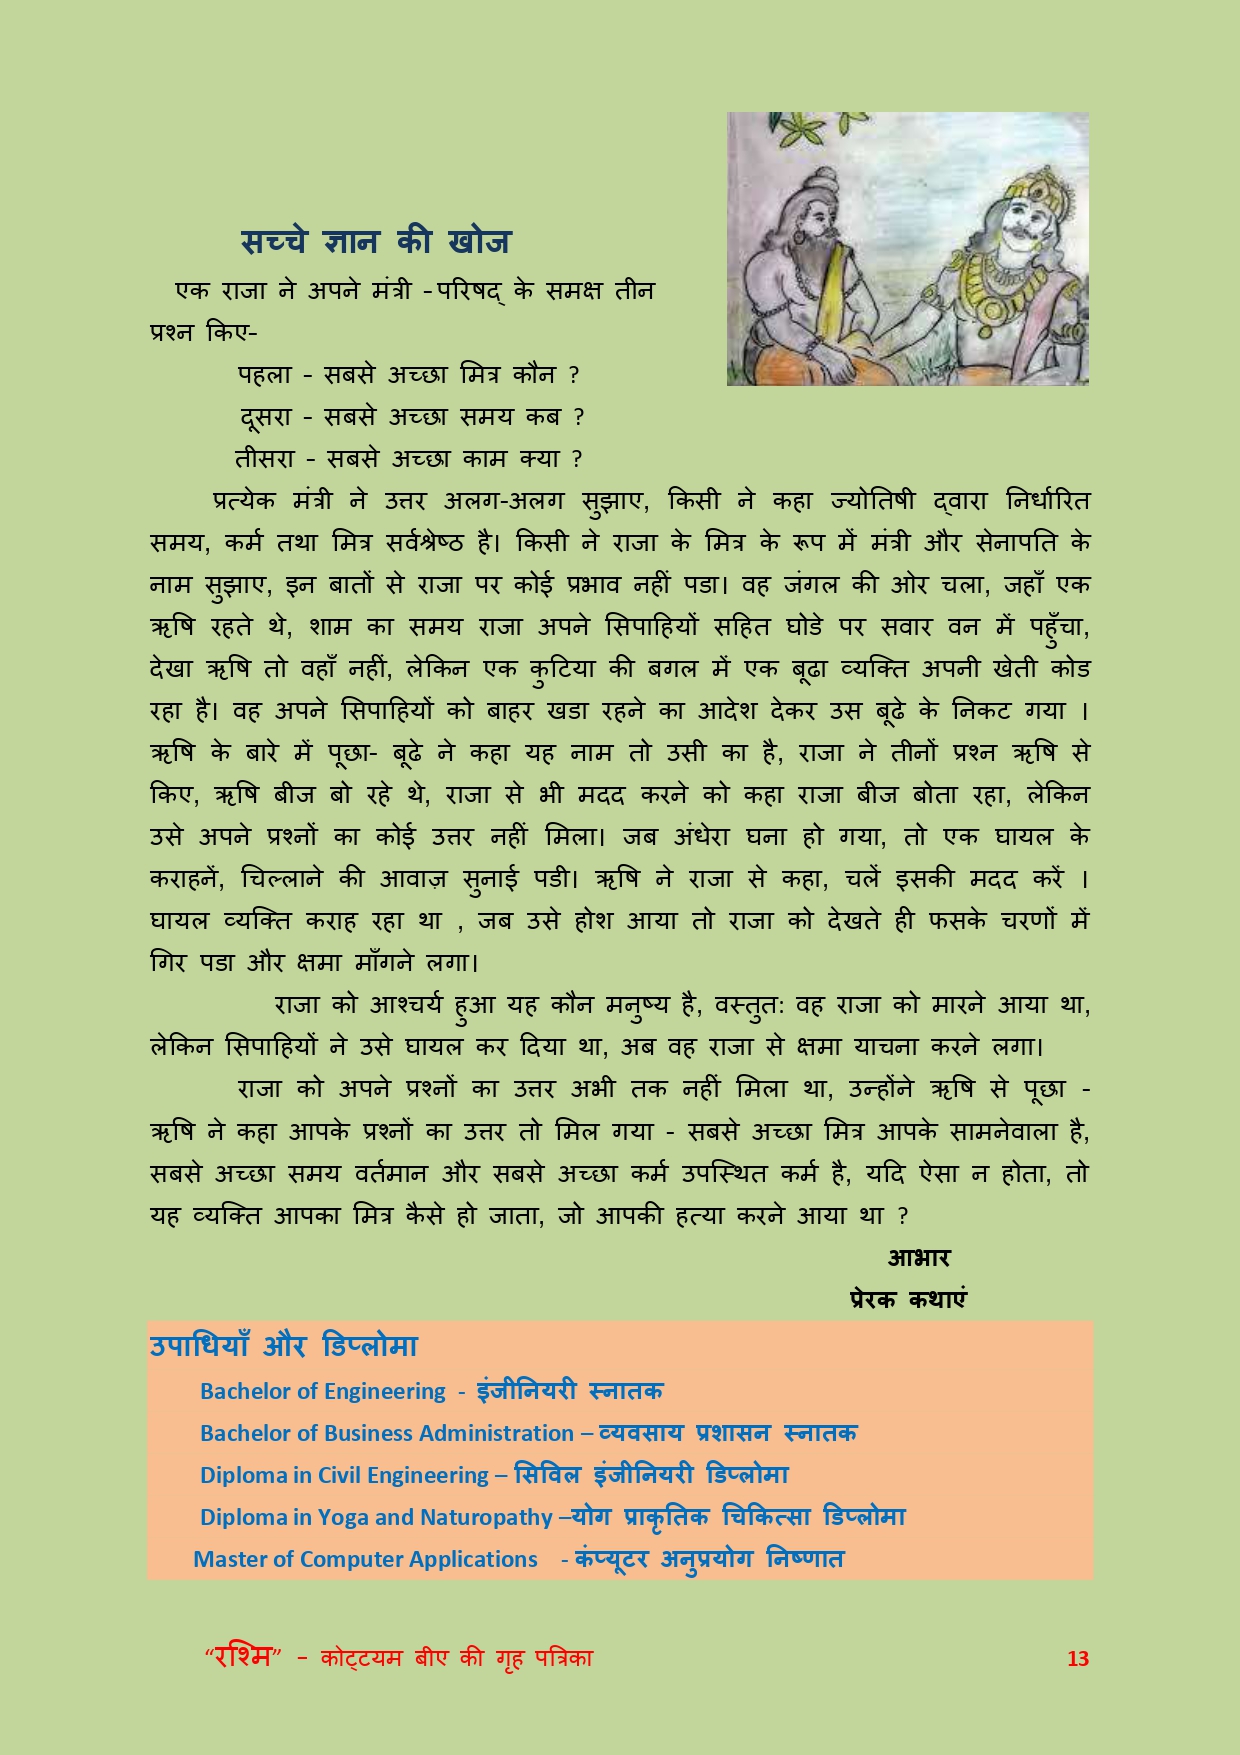 सच्चे ज्ञान की खोज
एक राजा ने अपने मंत्री –परिषद् के समक्ष तीन
प्रश्न किए–
पहला – सबसे अच्छा मित्र कौन ?
दूसरा – सबसे अच्छा समय कब ?
तीसरा – सबसे अच्छा काम क्या ?
प्रत्येक मंत्री ने उत्तर अलग-अलग सुझाए, किसी ने कहा ज्योतिषी द्वारा निर्धारित
समय, कर्म तथा मित्र सर्वश्रेष्ठ है। किसी ने राजा के मित्र के रूप में मंत्री और सेनापति के
नाम सुझाए, इन बातों से राजा पर कोई प्रभाव नहीं पडा। वह जंगल की ओर चला, जहाँ एक
ऋषि रहते थे, शाम का समय राजा अपने सिपाहियों सहित घोडे पर सवार वन में पहुँचा,
देखा ऋषि तो वहाँ नहीं, लेकिन एक कुटिया की बगल में एक बूढा व्यक्ति अपनी खेती कोड
रहा है। वह अपने सिपाहियों को बाहर खडा रहने का आदेश देकर उस बूढे के निकट गया ।
ऋषि के बारे में पूछा- बूढे ने कहा यह नाम तो उसी का है, राजा ने तीनों प्रश्न ऋषि से
किए, ऋषि बीज बो रहे थे, राजा से भी मदद करने को कहा राजा बीज बोता रहा, लेकिन
उसे अपने प्रश्नों का कोई उत्तर नहीं मिला। जब अंधेरा घना हो गया, तो एक घायल के
कराहनें, चिल्लाने की आवाज़ सुनाई पडी। ऋषि ने राजा से कहा, चलें इसकी मदद करें ।
घायल व्यक्ति कराह रहा था , जब उसे होश आया तो राजा को देखते ही फसके चरणों में
गिर पडा और क्षमा माँगने लगा।
राजा को आश्चर्य हुआ यह कौन मनुष्य है, वस्तुत: वह राजा को मारने आया था,
लेकिन सिपाहियों ने उसे घायल कर दिया था, अब वह राजा से क्षमा याचना करने लगा।
राजा को अपने प्रश्नों का उत्तर अभी तक नहीं मिला था, उन्होंने ऋषि से पूछा -
ऋषि ने कहा आपके प्रश्नों का उत्तर तो मिल गया - सबसे अच्छा मित्र आपके सामनेवाला है,
सबसे अच्छा समय वर्तमान और सबसे अच्छा कर्म उपस्थित कर्म है, यदि ऐसा न होता, तो
यह व्यक्ति आपका मित्र कैसे हो जाता, जो आपकी हत्या करने आया था ?
आभार
प्रेरक कथाएं
उपाधियाँ और डिप्लोमा
Bachelor of Engineering - इंजीनियरी स्नातक
Bachelor of Business Administration – व्यवसाय प्रशासन स्नातक
Diploma in Civil Engineering – सिविल इंजीनियरी डिप्लोमा
Diploma in Yoga and Naturopathy –योग प्राकृतिक चिकित्सा डिप्लोमा
Master of Computer Applications - कंप्यूटर अनुप्रयोग निष्णात
“रश्मि” – कोट्टयम बीए की गृह पत्रिका 13